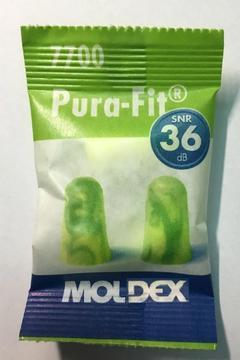 7700
Pura-Fit®
SNR
36
dB
MOLDEX